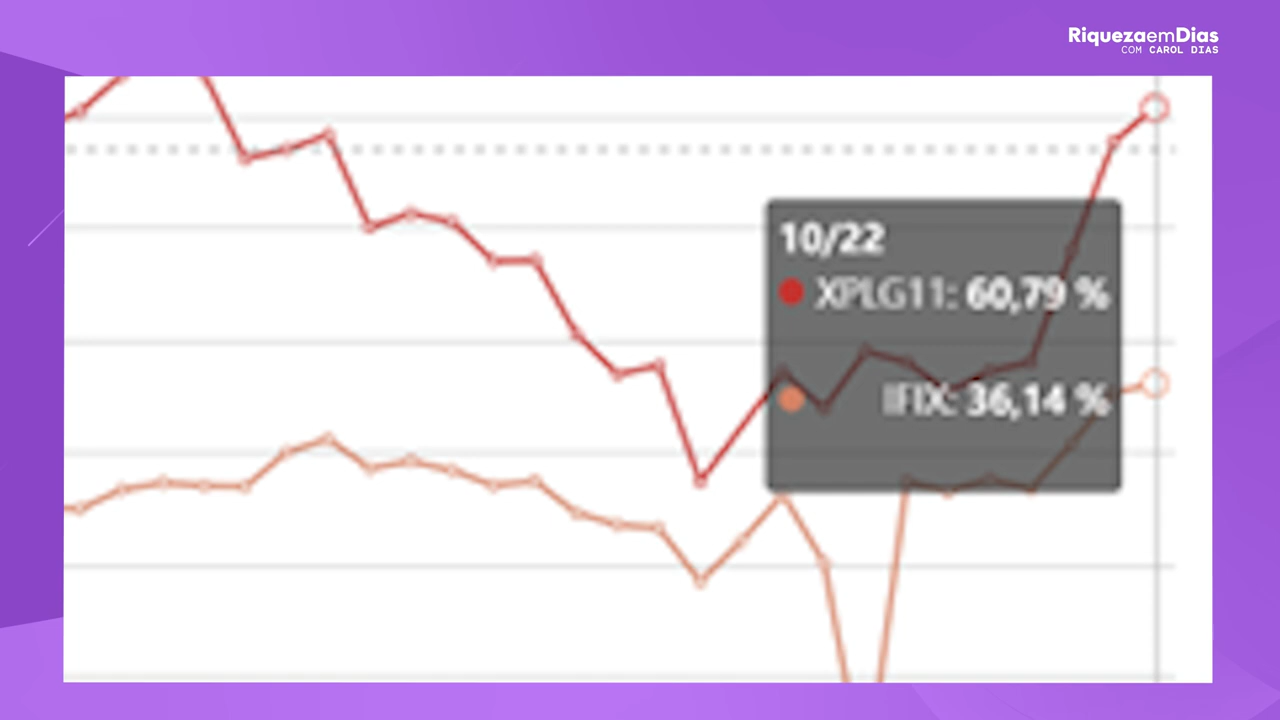 RiquezaemDias
COM CAROL DIAS
10/22
XPLG11: 60,79 %
IFIX: 36,14 %